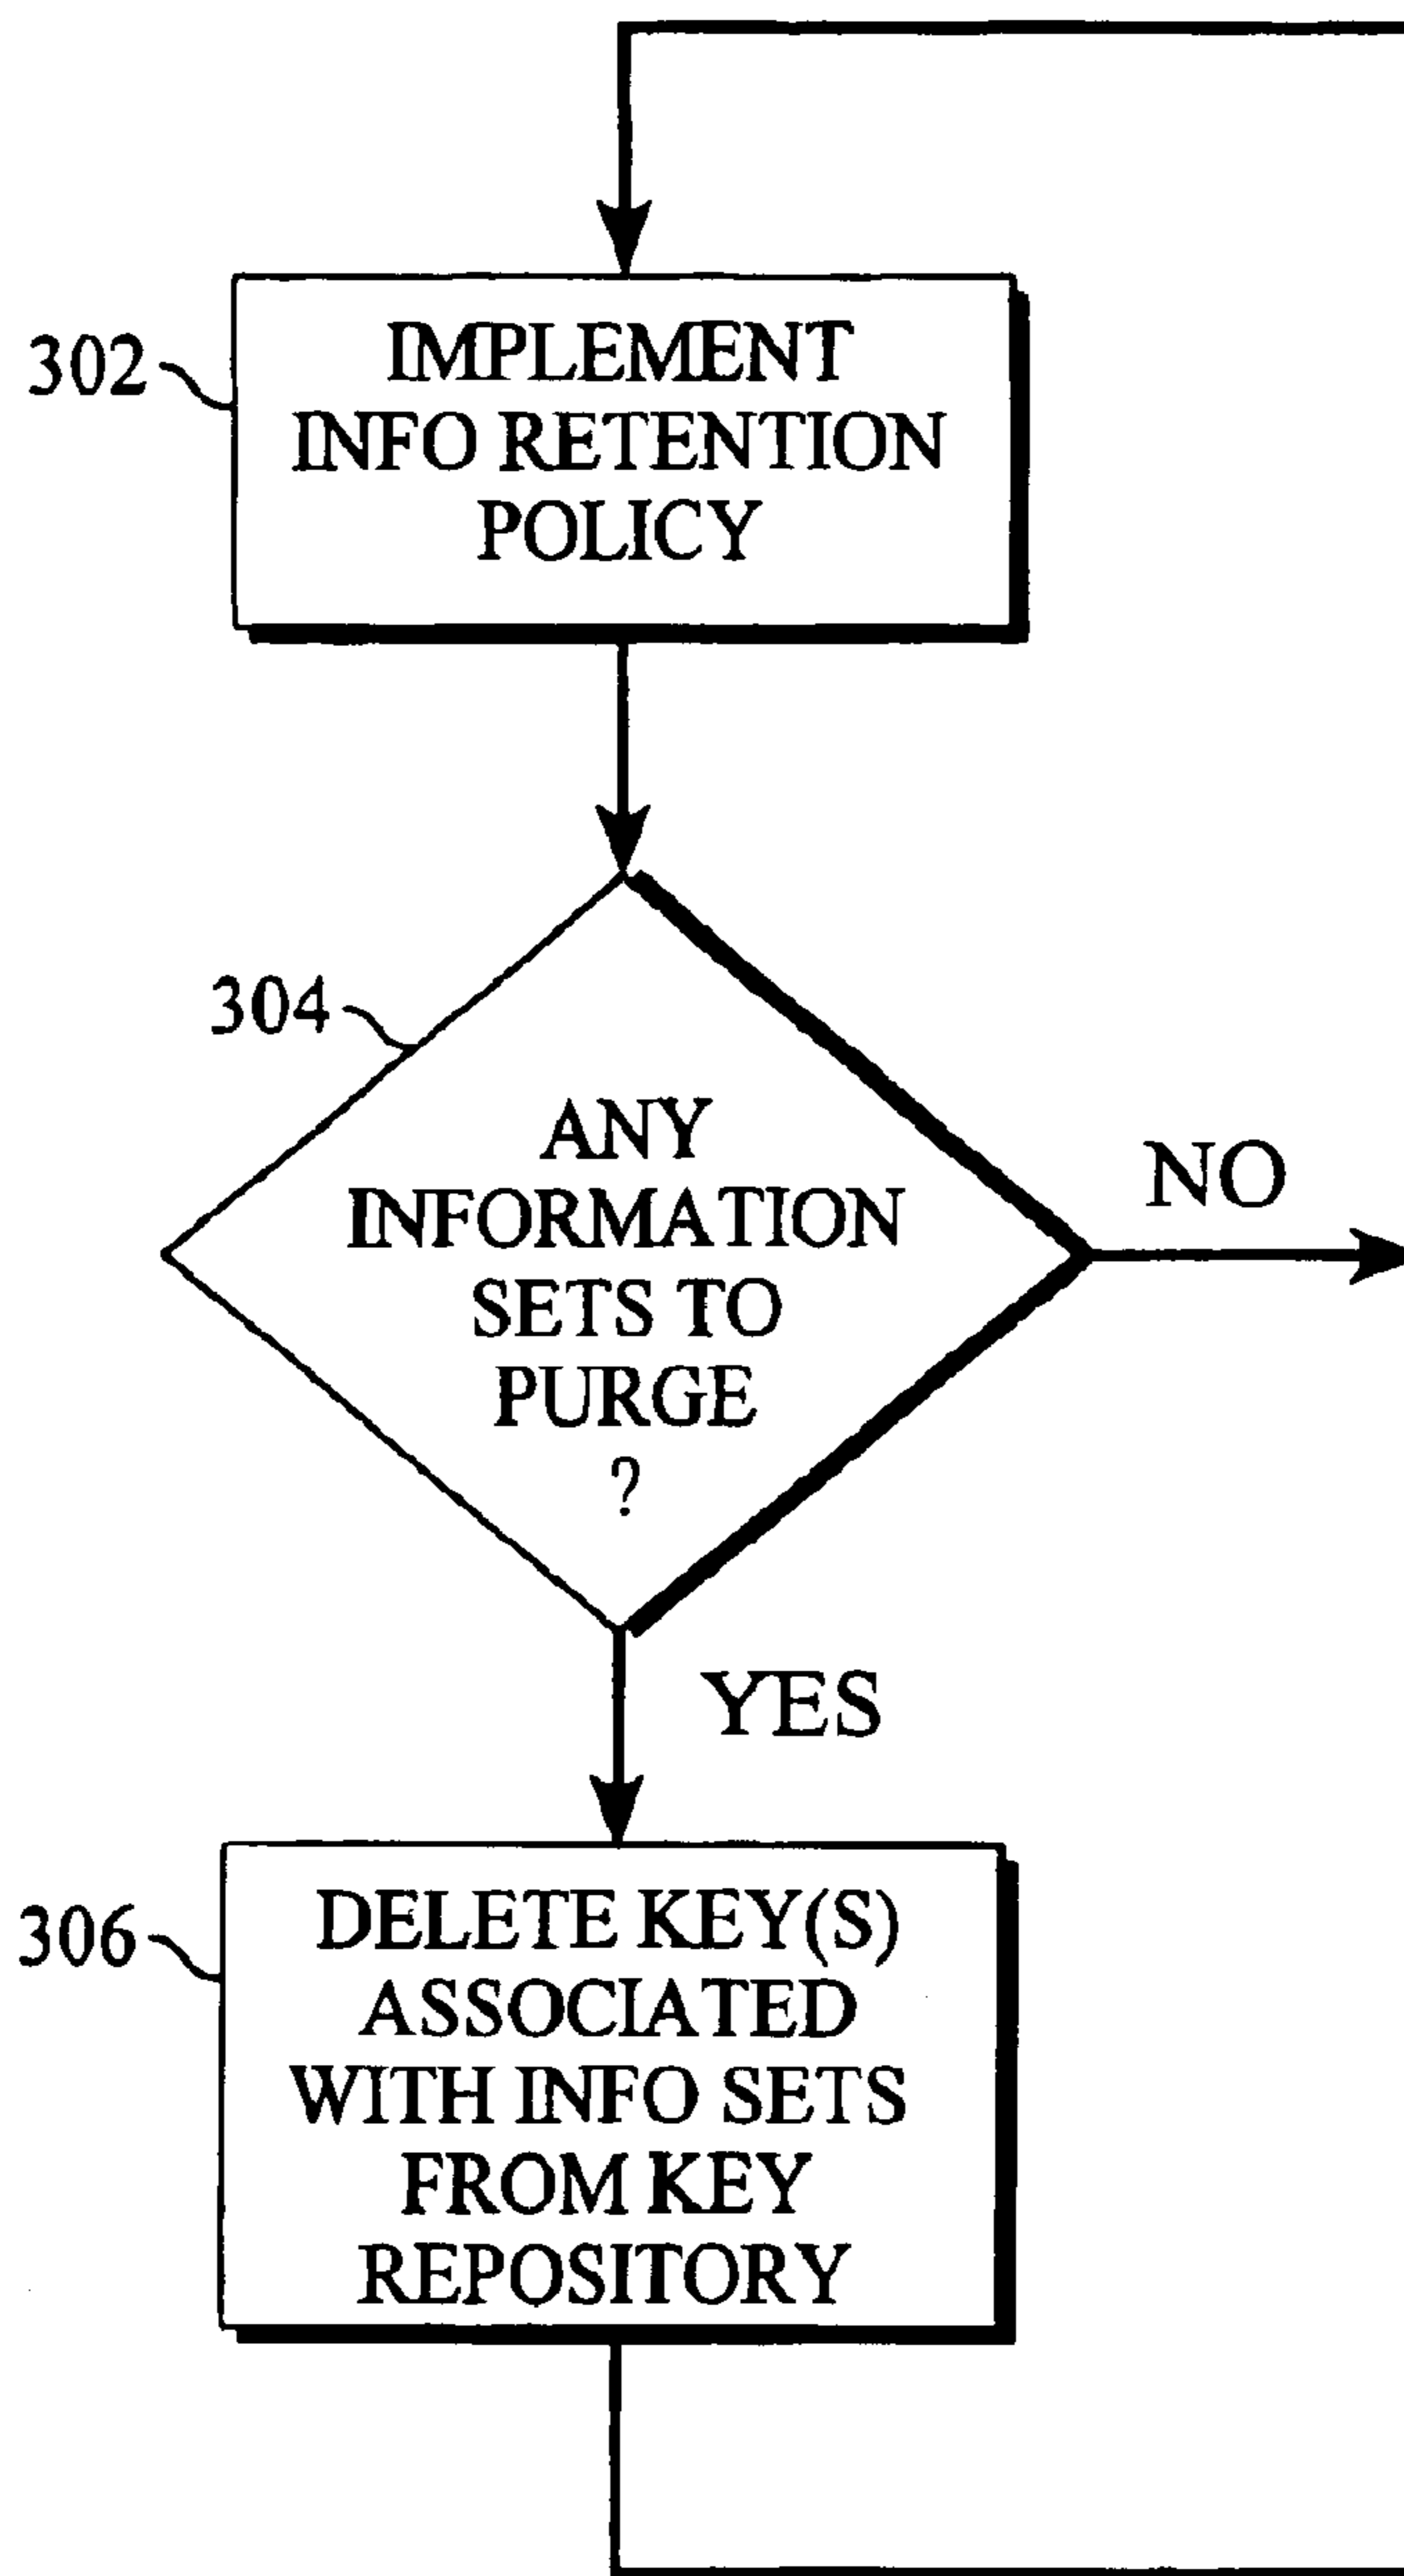 302
IMPLEMENT
INFO RETENTION
POLICY
304
ANY
INFORMATION
SETS TO
PURGE
?
NO
YES
306
DELETE KEY(S)
ASSOCIATED
WITH INFO SETS
FROM KEY
REPOSITORY